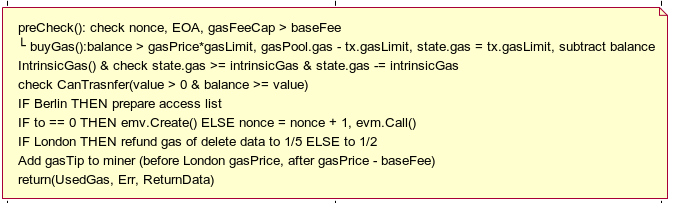 preCheck(): check nonce, EOA, gasFeeCap > baseFee
└ buyGas():balance > gasPrice*gasLimit, gasPool.gas - tx.gasLimit, state.gas = tx.gasLimit, subtract balance
IntrinsicGas() & check state.gas >= intrinsicGas & state.gas -= intrinsicGas
check CanTrasnfer(value > 0 & balance >= value)
IF Berlin THEN prepare access list
IF to == 0 THEN emv.Create() ELSE nonce = nonce + 1, evm.Call()
IF London THEN refund gas of delete data to 1/5 ELSE to 1/2
Add gasTip to miner (before London gasPrice, after gasPrice - baseFee)
return(UsedGas, Err, ReturnData)